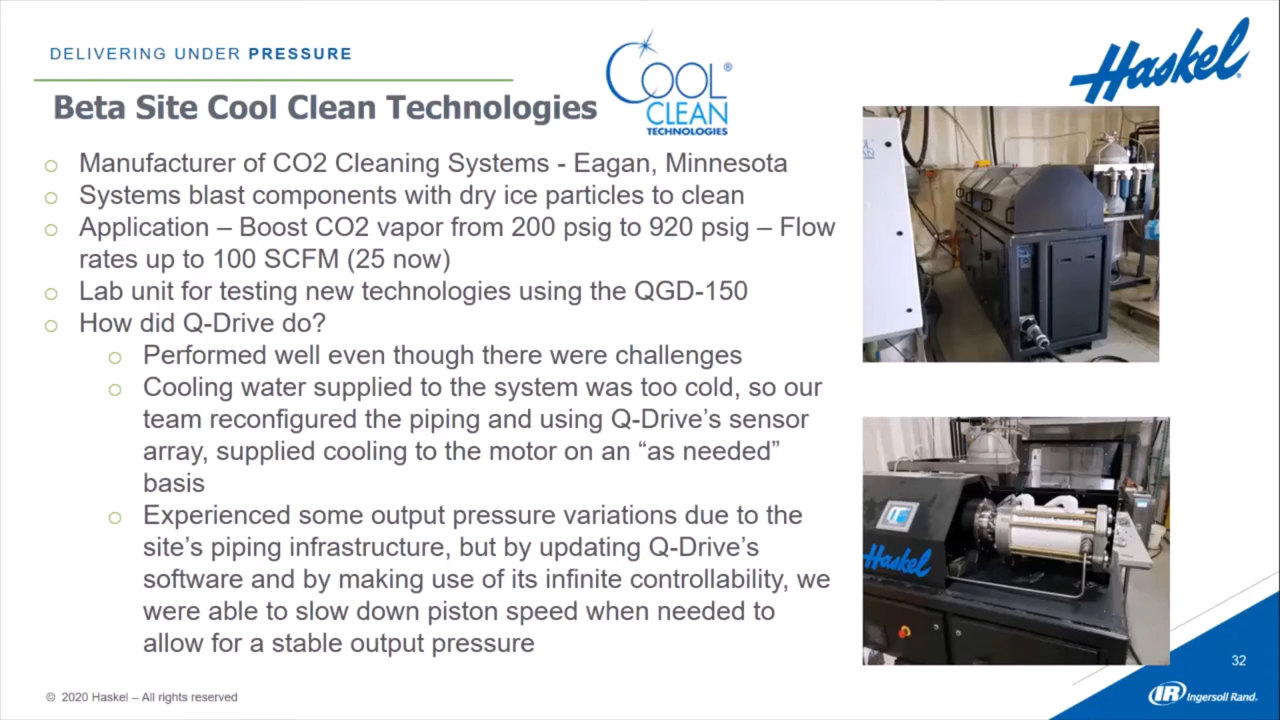 DELIVERING UNDER PRESSURE
COOL®
CLEAN
TECHNOLOGIES
Haskel®
Beta Site Cool Clean Technologies
o Manufacturer of CO2 Cleaning Systems - Eagan, Minnesota
o Systems blast components with dry ice particles to clean
o Application – Boost CO2 vapor from 200 psig to 920 psig – Flow
rates up to 100 SCFM (25 now)
o Lab unit for testing new technologies using the QGD-150
o How did Q-Drive do?
o Performed well even though there were challenges
o Cooling water supplied to the system was too cold, so our
team reconfigured the piping and using Q-Drive’s sensor
array, supplied cooling to the motor on an “as needed”
basis
o Experienced some output pressure variations due to the
site’s piping infrastructure, but by updating Q-Drive’s
software and by making use of its infinite controllability, we
were able to slow down piston speed when needed to
allow for a stable output pressure
Haskel
32
© 2020 Haskel – All rights reserved
IR Ingersoll Rand.